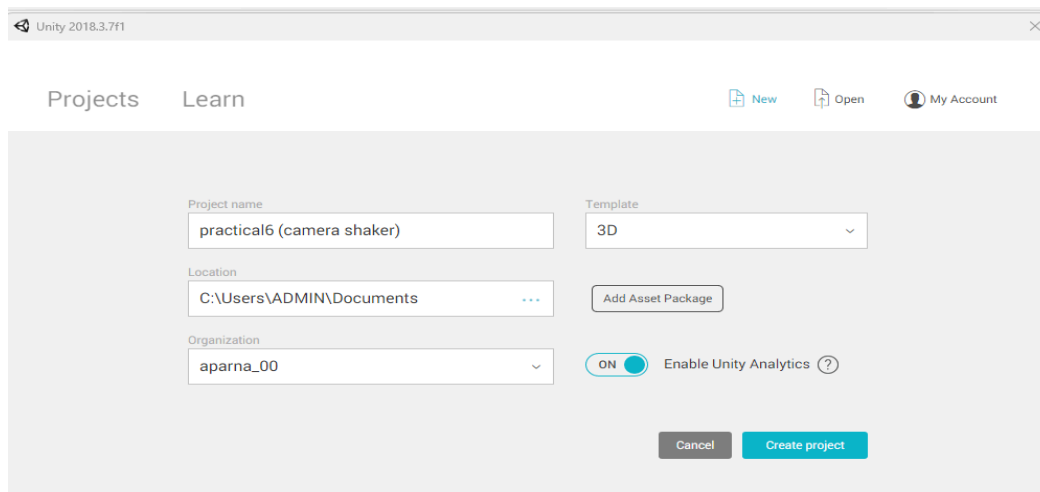 Unity 2018.3.7f1
Projects Learn New Open My Account
Project name
practical6 (camera shaker)
Template
3D
Location
C:\Users\ADMIN\Documents ...
Add Asset Package
Organization
aparna_00
ON Enable Unity Analytics ?
Cancel Create project